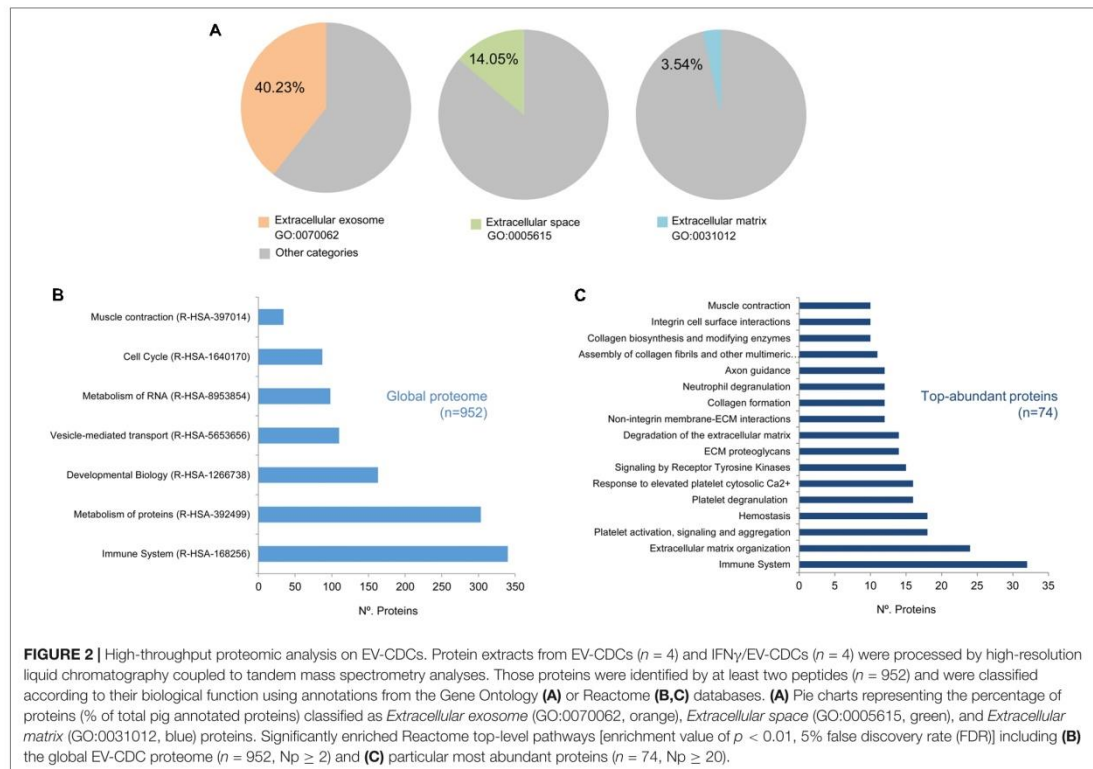 A
40.23%
14.05%
3.54%
Extracellular exosome
GO:0070062
Other categories
Extracellular space
GO:0005615
Extracellular matrix
GO:0031012
B
Muscle contraction (R-HSA-397014)
Cell Cycle (R-HSA-1640170)
Metabolism of RNA (R-HSA-8953854)
Vesicle-mediated transport (R-HSA-5653656)
Developmental Biology (R-HSA-1266738)
Metabolism of proteins (R-HSA-392499)
Immune System (R-HSA-168256)
Global proteome
(n=952)
0 50 100 150 200 250 300 350
Nº. Proteins
C
Muscle contraction
Integrin cell surface interactions
Collagen biosynthesis and modifying enzymes
Assembly of collagen fibrils and other multimeric…
Axon guidance
Neutrophil degranulation
Collagen formation
Non-integrin membrane-ECM interactions
Degradation of the extracellular matrix
ECM proteoglycans
Signaling by Receptor Tyrosine Kinases
Response to elevated platelet cytosolic Ca2+
Platelet degranulation
Hemostasis
Platelet activation, signaling and aggregation
Extracellular matrix organization
Immune System
Top-abundant proteins
(n=74)
0 5 10 15 20 25 30 35
Nº. Proteins
FIGURE 2 | High-throughput proteomic analysis on EV-CDCs. Protein extracts from EV-CDCs (n = 4) and IFNγ/EV-CDCs (n = 4) were processed by high-resolution
liquid chromatography coupled to tandem mass spectrometry analyses. Those proteins were identified by at least two peptides (n = 952) and were classified
according to their biological function using annotations from the Gene Ontology (A) or Reactome (B,C) databases. (A) Pie charts representing the percentage of
proteins (% of total pig annotated proteins) classified as Extracellular exosome (GO:0070062, orange), Extracellular space (GO:0005615, green), and Extracellular
matrix (GO:0031012, blue) proteins. Significantly enriched Reactome top-level pathways [enrichment value of p < 0.01, 5% false discovery rate (FDR)] including (B)
the global EV-CDC proteome (n = 952, Np ≥ 2) and (C) particular most abundant proteins (n = 74, Np ≥ 20).